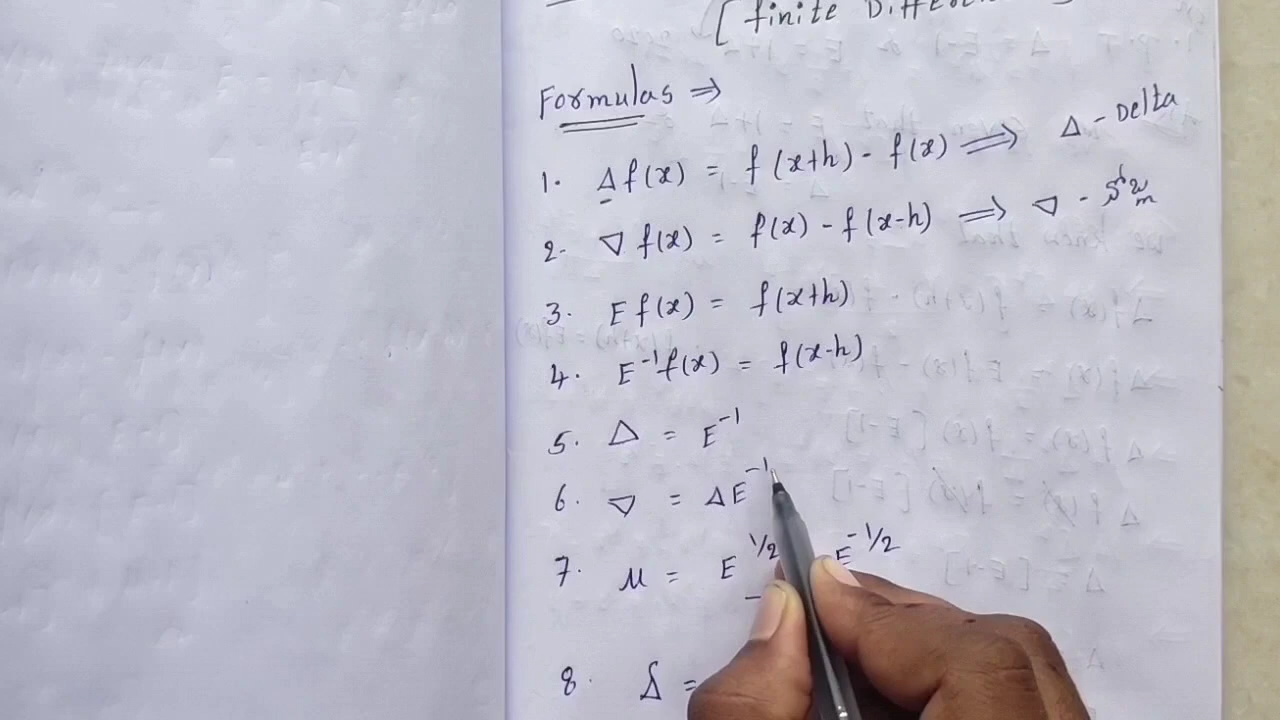 [ finite Differen
Formulas ⇒
1. Δf(x) = f(x+h) - f(x) ⟹ Δ - Delta
2. ∇ f(x) = f(x) - f(x-h) ⟹ ∇ -
3. E f(x) = f(x+h)
4. E⁻¹f(x) = f(x-h)
5. Δ = E⁻¹
6. ∇ = ΔE⁻¹
7. μ = E^1/2 E^-1/2
8. δ =